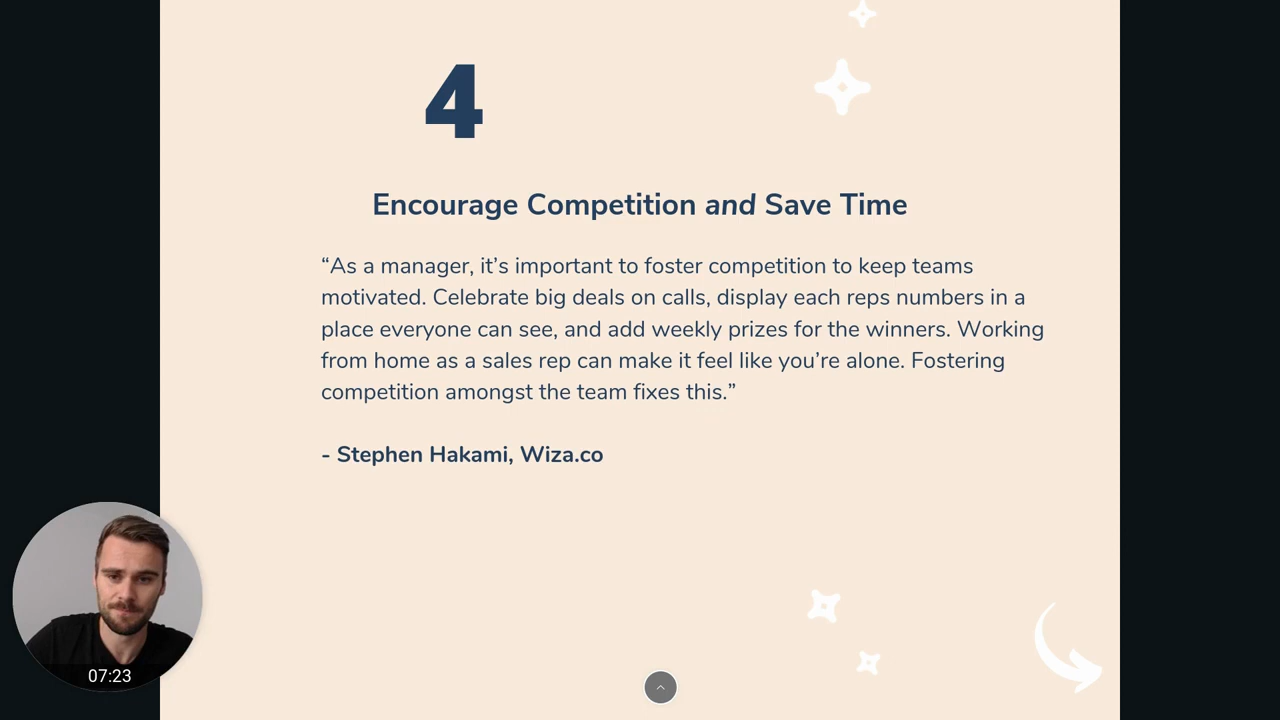 4
Encourage Competition and Save Time
“As a manager, it’s important to foster competition to keep teams
motivated. Celebrate big deals on calls, display each reps numbers in a
place everyone can see, and add weekly prizes for the winners. Working
from home as a sales rep can make it feel like you’re alone. Fostering
competition amongst the team fixes this.”
- Stephen Hakami, Wiza.co
07:23